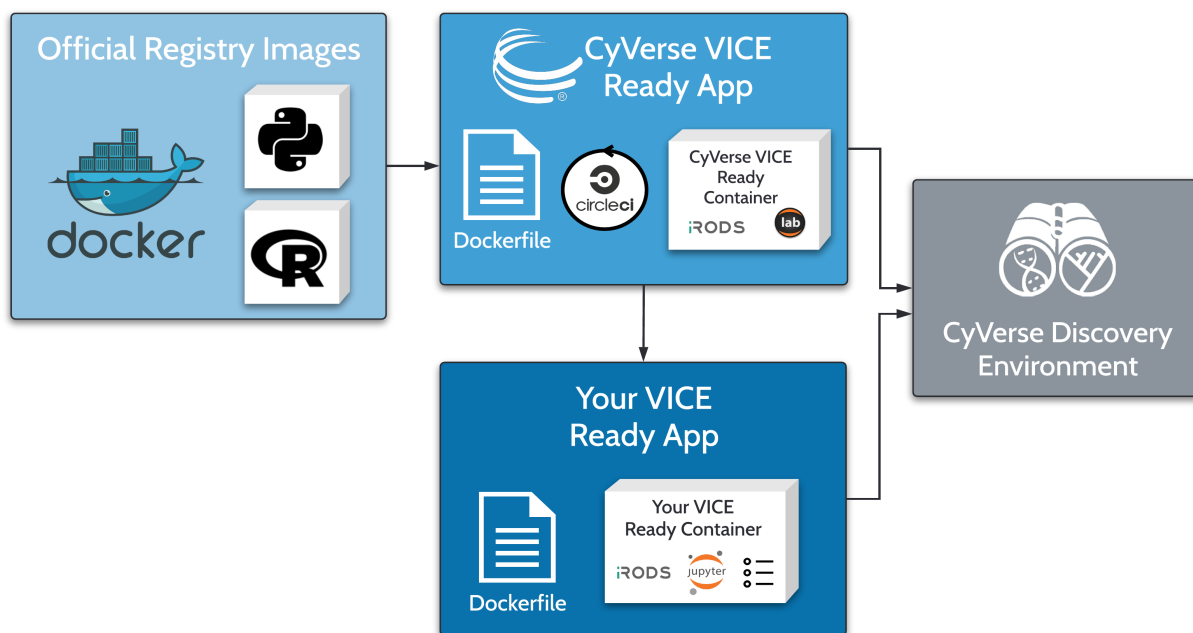 Official Registry Images
docker
R
CyVerse VICE
Ready App
®
Dockerfile
circleci
CyVerse VICE
Ready
Container
iRODS
lab
CyVerse Discovery
Environment
Your VICE
Ready App
Dockerfile
Your VICE
Ready Container
iRODS
jupyter